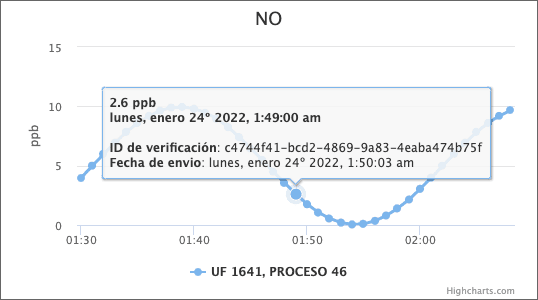 NO
15
10
5
0
ppb
2.6 ppb
lunes, enero 24º 2022, 1:49:00 am
ID de verificación: c4744f41-bcd2-4869-9a83-4eaba474b75f
Fecha de envio: lunes, enero 24º 2022, 1:50:03 am
01:30
01:40
01:50
02:00
UF 1641, PROCESO 46
Highcharts.com